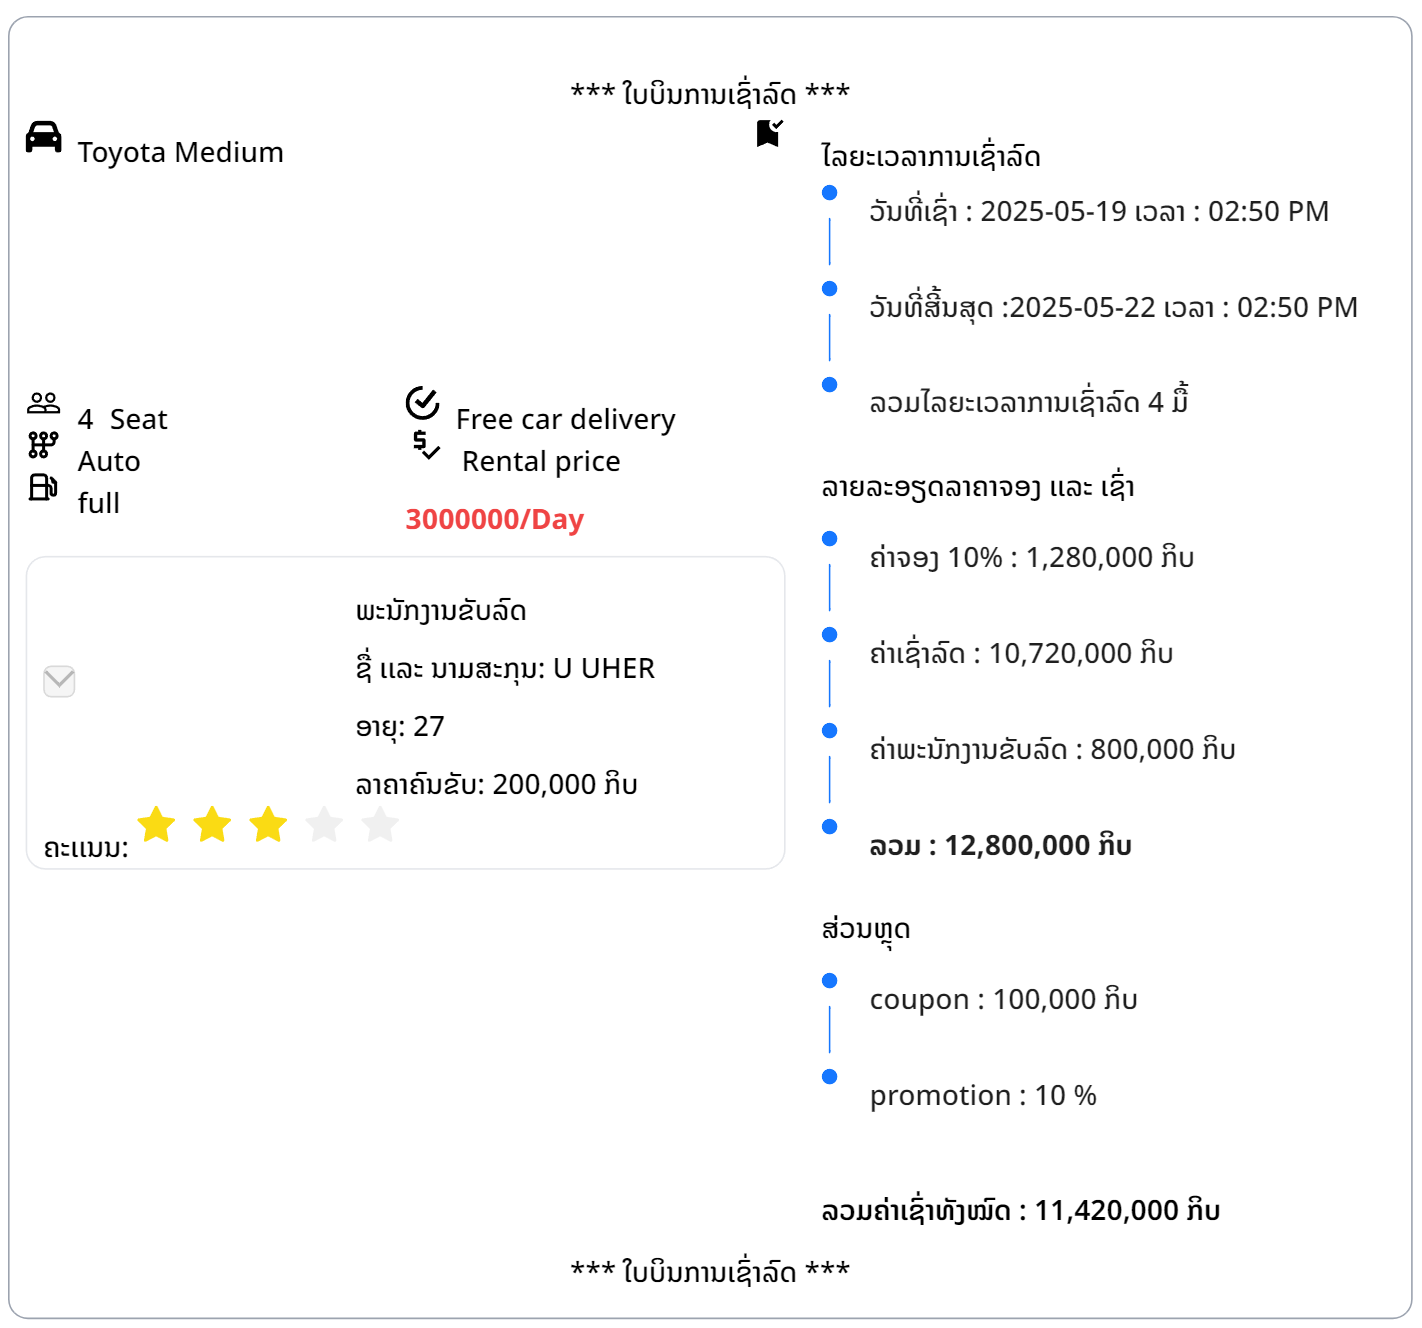 *** ໃບບິນການເຊົ່າລົດ ***
Toyota Medium
4 Seat
Auto
full
Free car delivery
Rental price
3000000/Day
ພະນັກງານຂັບລົດ
ຊື່ ແລະ ນາມສະກຸນ: U UHER
ອາຍຸ: 27
ລາຄາຄົນຂັບ: 200,000 ກີບ
ຄະແນນ:
ໄລຍະເວລາການເຊົ່າລົດ
ວັນທີ່ເຊົ່າ : 2025-05-19 ເວລາ : 02:50 PM
ວັນທີ່ສີ້ນສຸດ :2025-05-22 ເວລາ : 02:50 PM
ລວມໄລຍະເວລາການເຊົ່າລົດ 4 ມື້
ລາຍລະອຽດລາຄາຈອງ ແລະ ເຊົ່າ
ຄ່າຈອງ 10% : 1,280,000 ກີບ
ຄ່າເຊົ່າລົດ : 10,720,000 ກີບ
ຄ່າພະນັກງານຂັບລົດ : 800,000 ກີບ
ລວມ : 12,800,000 ກີບ
ສ່ວນຫຼຸດ
coupon : 100,000 ກີບ
promotion : 10 %
ລວມຄ່າເຊົ່າທັງໝົດ : 11,420,000 ກີບ
*** ໃບບິນການເຊົ່າລົດ ***